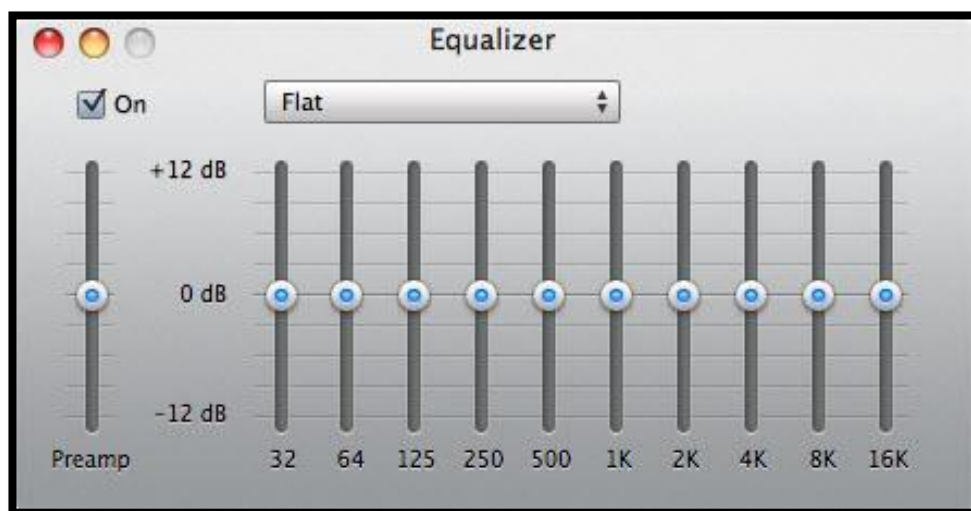 Equalizer
On
Flat
+12 dB
0 dB
-12 dB
Preamp 32 64 125 250 500 1K 2K 4K 8K 16K